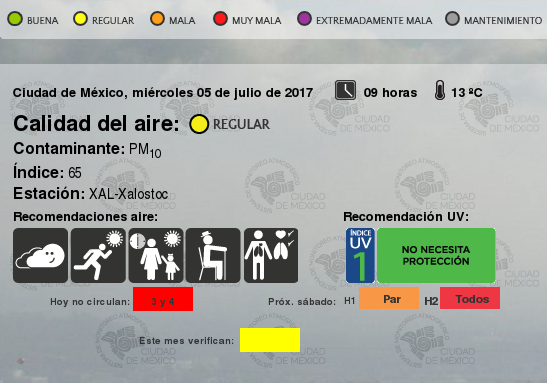 BUENA REGULAR MALA MUY MALA EXTREMADAMENTE MALA MANTENIMIENTO
Ciudad de México, miércoles 05 de julio de 2017 09 horas 13 ºC
Calidad del aire: REGULAR
Contaminante: PM10
Índice: 65
Estación: XAL-Xalostoc
Recomendaciones aire: Recomendación UV:
ÍNDICE
UV
1
NO NECESITA
PROTECCIÓN
Hoy no circulan: 3 y 4 Próx. sábado: H1 Par H2 Todos
Este mes verifican:
CIUDAD
DE MÉXICO